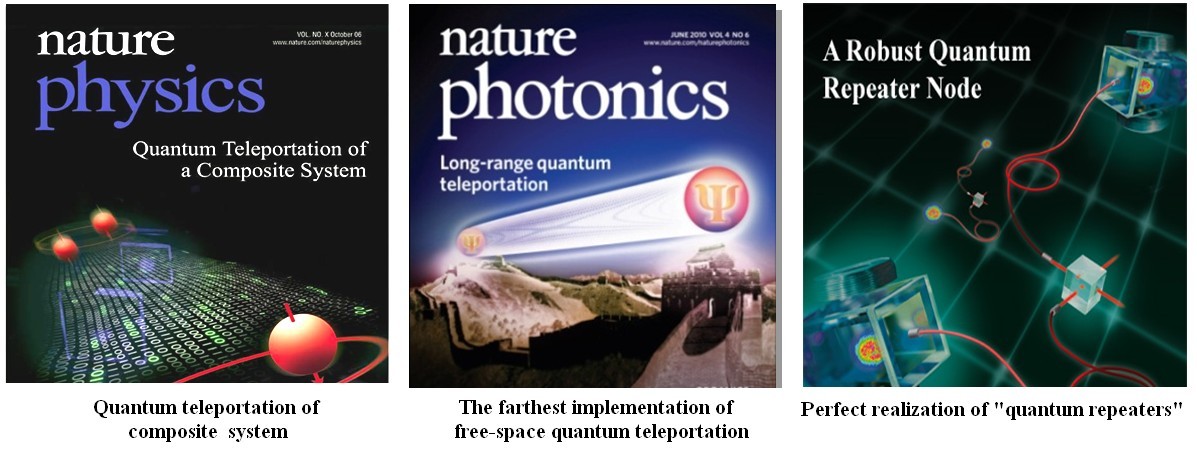 nature
VOL. NO. X October 06
www.nature.com/naturephysics
physics
Quantum Teleportation of
a Composite System
Quantum teleportation of
composite system
nature
JUNE 2010 VOL 4 NO 6
www.nature.com/naturephotonics
photonics
Long-range quantum
teleportation
Ψ
Ψ
The farthest implementation of
free-space quantum teleportation
A Robust Quantum
Repeater Node
Perfect realization of "quantum repeaters"